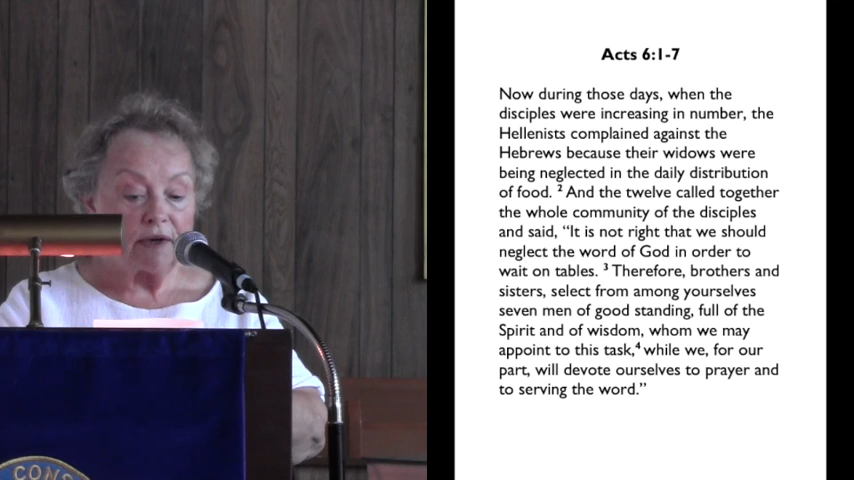 Acts 6:1-7
Now during those days, when the
disciples were increasing in number, the
Hellenists complained against the
Hebrews because their widows were
being neglected in the daily distribution
of food. ² And the twelve called together
the whole community of the disciples
and said, “It is not right that we should
neglect the word of God in order to
wait on tables. ³ Therefore, brothers and
sisters, select from among yourselves
seven men of good standing, full of the
Spirit and of wisdom, whom we may
appoint to this task,⁴ while we, for our
part, will devote ourselves to prayer and
to serving the word.”